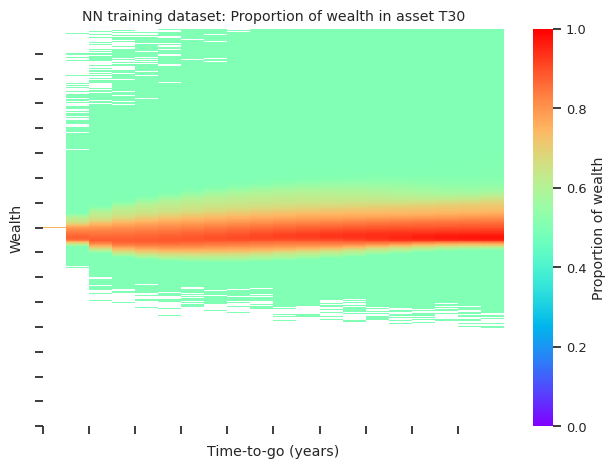 NN training dataset: Proportion of wealth in asset T30
Wealth
Time-to-go (years)
1.0
0.8
0.6
0.4
0.2
0.0
Proportion of wealth